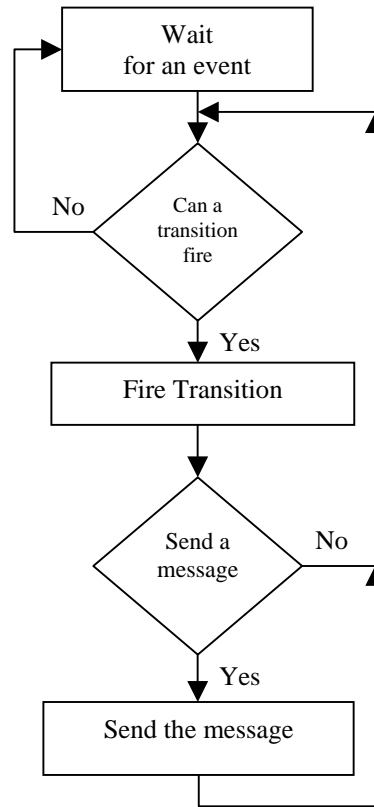 Wait
for an event
No
Can a
transition
fire
Yes
Fire Transition
Send a
message
No
Yes
Send the message